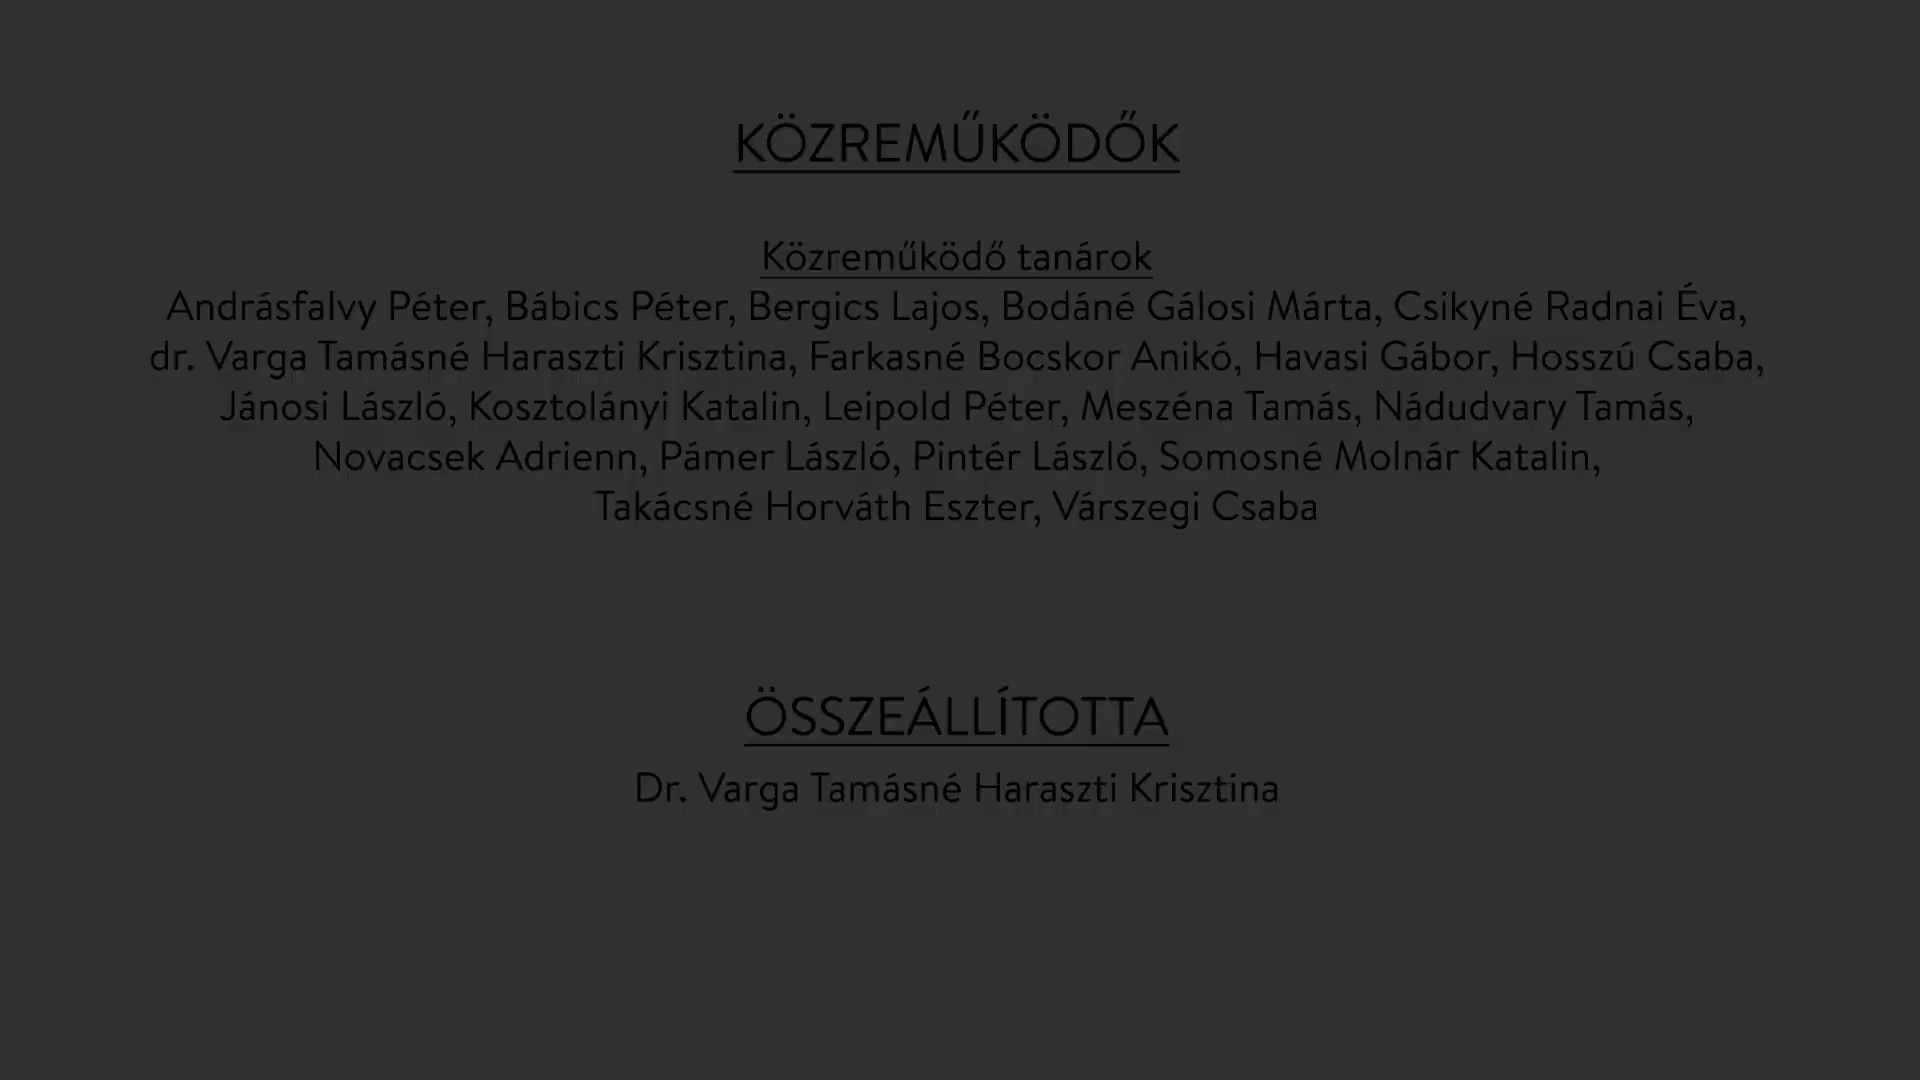 KÖZREMŰKÖDŐK
Közreműködő tanárok
Andrásfalvy Péter, Bábics Péter, Bergics Lajos, Bodáné Gálosi Márta, Csikyné Radnai Éva,
dr. Varga Tamásné Haraszti Krisztina, Farkasné Bocskor Anikó, Havasi Gábor, Hosszú Csaba,
Jánosi László, Kosztolányi Katalin, Leipold Péter, Meszéna Tamás, Nádudvary Tamás,
Novacsek Adrienn, Pámer László, Pintér László, Somosné Molnár Katalin,
Takácsné Horváth Eszter, Várszegi Csaba
ÖSSZEÁLLÍTOTTA
Dr. Varga Tamásné Haraszti Krisztina